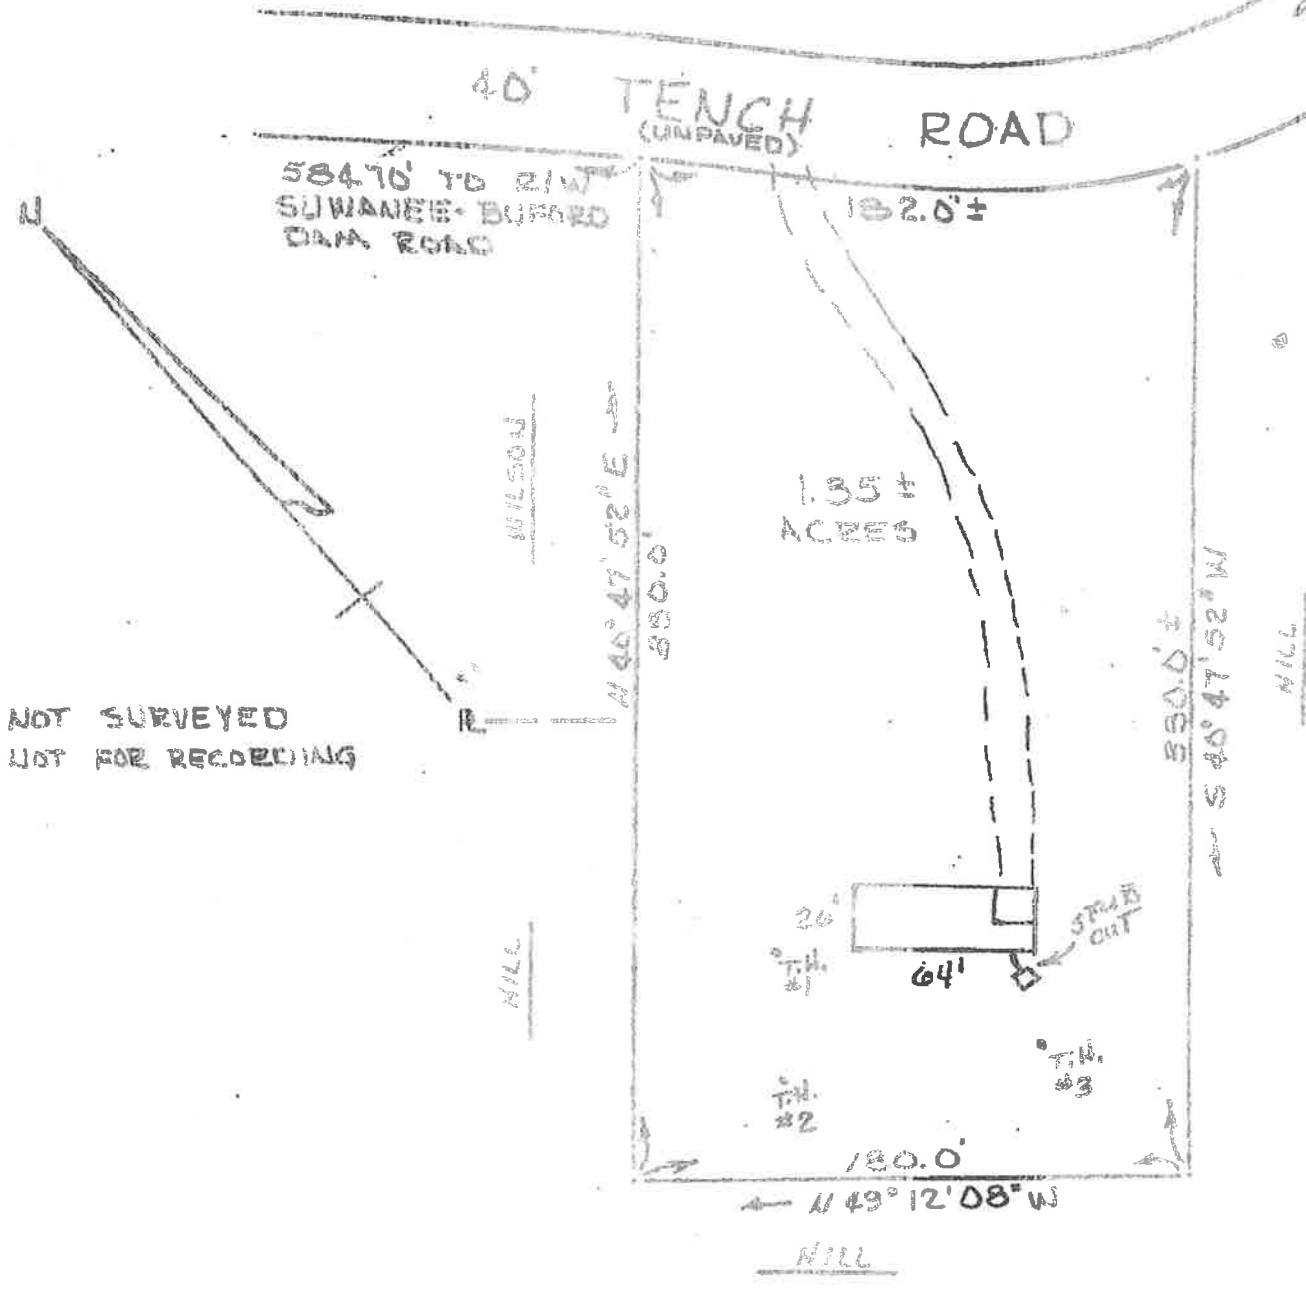 40' TENCH ROAD
(UNPAVED)
584.70' TO R/W
SUWANEE-BUFORD
DAM ROAD
182.0' ±
N
WILSON
N 40° 47' 52" E
330.0'
1.35 ±
ACRES
330.0' ±
S 40° 47' 52" W
HILL
NOT SURVEYED
NOT FOR RECORDING
26'
64'
STUB
OUT
T.H.
#1
HILL
T.H.
#3
T.H.
#2
180.0'
N 49° 12' 08" W
HILL